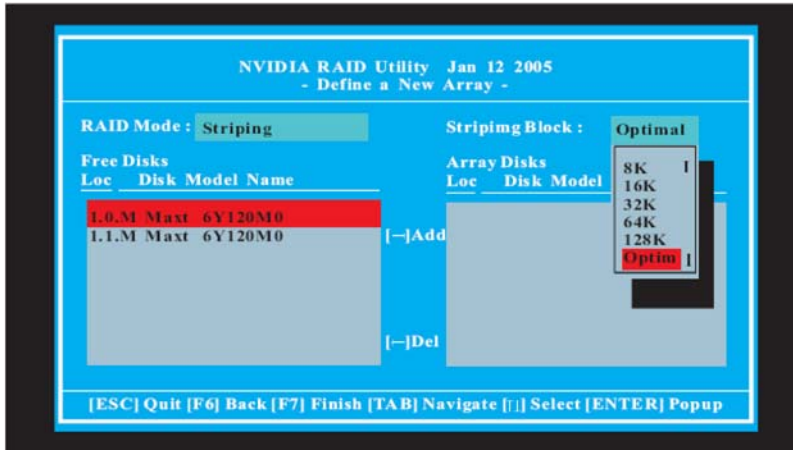 NVIDIA RAID Utility Jan 12 2005
- Define a New Array -
RAID Mode : Striping
Stripimg Block : Optimal
Free Disks
Loc Disk Model Name
Array Disks
Loc Disk Model
8K
16K
32K
64K
128K
Optim
1.0.M Maxt 6Y120M0
1.1.M Maxt 6Y120M0
[—]Add
[—]Del
[ESC] Quit [F6] Back [F7] Finish [TAB] Navigate [↑↓] Select [ENTER] Popup